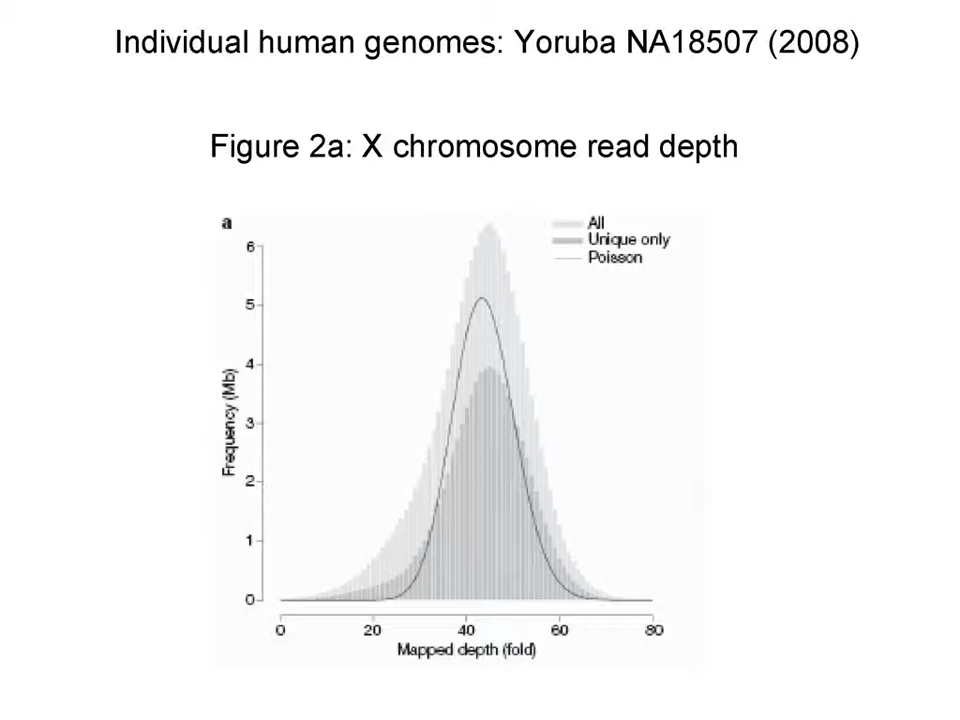 Individual human genomes: Yoruba NA18507 (2008)
Figure 2a: X chromosome read depth
a
All
Unique only
Poisson
6
5
4
3
2
1
0
Frequency (Mb)
0 20 40 60 80
Mapped depth (fold)